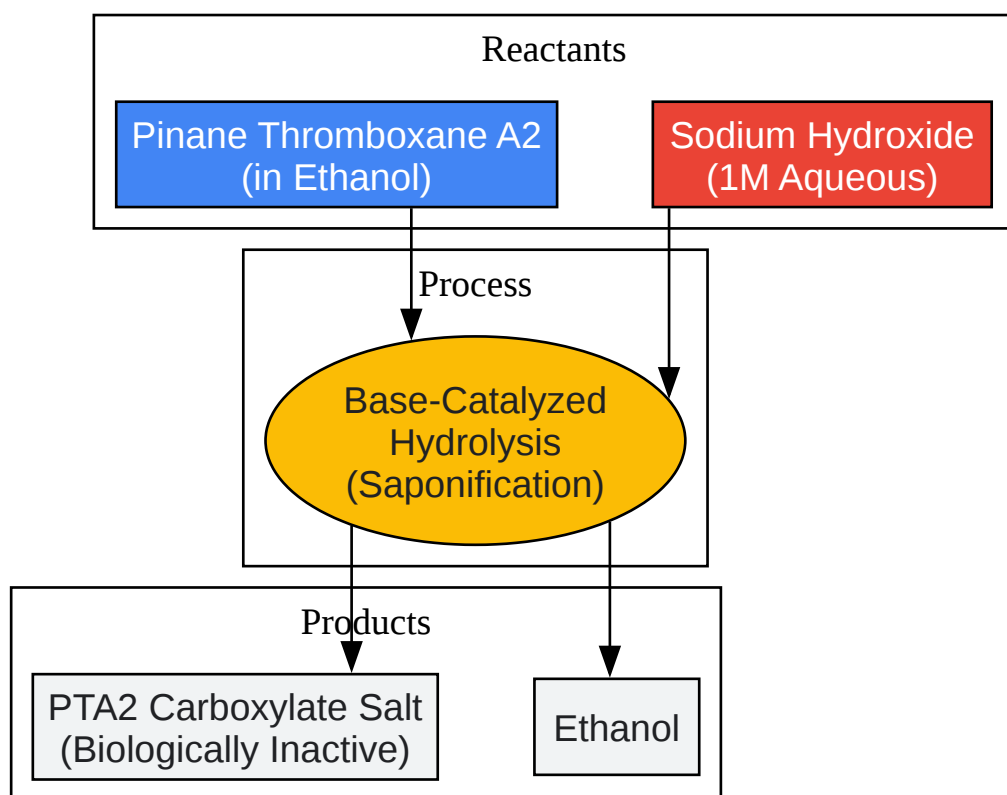 Reactants
Pinane Thromboxane A2
(in Ethanol)
Sodium Hydroxide
(1M Aqueous)
Process
Base-Catalyzed
Hydrolysis
(Saponification)
Products
PTA2 Carboxylate Salt
(Biologically Inactive)
Ethanol